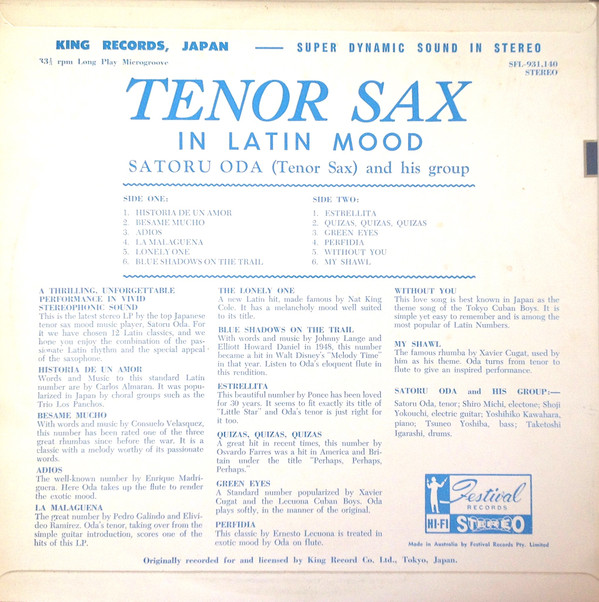 KING RECORDS, JAPAN — SUPER DYNAMIC SOUND IN STEREO
33⅓ rpm Long Play Microgroove
SFL-931,140
STEREO
TENOR SAX
IN LATIN MOOD
SATORU ODA (Tenor Sax) and his group
SIDE ONE:
1. HISTORIA DE UN AMOR
2. BESAME MUCHO
3. ADIOS
4. LA MALAGUENA
5. LONELY ONE
6. BLUE SHADOWS ON THE TRAIL
SIDE TWO:
1. ESTRELLITA
2. QUIZAS, QUIZAS, QUIZAS
3. GREEN EYES
4. PERFIDIA
5. WITHOUT YOU
6. MY SHAWL
A THRILLING, UNFORGETTABLE
PERFORMANCE IN VIVID
STEREOPHONIC SOUND
This is the latest stereo LP by the top Japanese
tenor sax mood music player, Satoru Oda. For
it we have chosen 12 Latin classics, and we
hope you enjoy the combination of the pas-
sionate Latin rhythm and the special appeal
of the saxophone.
HISTORIA DE UN AMOR
Words and Music to this standard Latin
number are by Carlos Almaran. It was popu-
larized in Japan by choral groups such as the
Trio Los Panchos.
BESAME MUCHO
With words and music by Consuelo Velasquez,
this number has been rated one of the three
great rhumbas since before the war. It is a
classic with a melody worthy of its passionate
words.
ADIOS
The well-known number by Enrique Madri-
guera. Here Oda takes up the flute to render
the exotic mood.
LA MALAGUENA
The great number by Pedro Galindo and Elivi-
deo Ramirez. Oda's tenor, taking over from the
simple guitar introduction, scores one of the
hits of this LP.
THE LONELY ONE
A new Latin hit, made famous by Nat King
Cole. It has a melancholy mood well suited
to its title.
BLUE SHADOWS ON THE TRAIL
With words and music by Johnny Lange and
Elliott Howard Daniel in 1948, this number
became a hit in Walt Disney's "Melody Time"
in that year. Listen to Oda's eloquent flute in
this rendition.
ESTRELLITA
This beautiful number by Ponce has been loved
for 30 years. It seems to fit exactly its title of
"Little Star" and Oda's tenor is just right for
it too.
QUIZAS, QUIZAS, QUIZAS
A great hit in recent times, this number by
Osvardo Farres was a hit in America and Bri-
tain under the title "Perhaps, Perhaps,
Perhaps."
GREEN EYES
A Standard number popularized by Xavier
Cugat and the Lecuona Cuban Boys. Oda
plays softly, in the manner of the original.
PERFIDIA
This classic by Ernesto Lecuona is treated in
exotic mood by Oda on flute.
WITHOUT YOU
This love song is best known in Japan as the
theme song of the Tokyo Cuban Boys. It is
simple yet easy to remember and is among the
most popular of Latin Numbers.
MY SHAWL
The famous rhumba by Xavier Cugat, used by
him as his theme. Oda turns from tenor to
flute to give an inspired performance.
SATORU ODA and HIS GROUP:—
Satoru Oda, tenor; Shiro Michi, electone; Shoji
Yokouchi, electric guitar; Yoshihiko Kawahara,
piano; Tsuneo Yoshiba, bass; Taketoshi
Igarashi, drums.
Festival
RECORDS
HI-FI STEREO
Made in Australia by Festival Records Pty. Limited
Originally recorded for and licensed by King Record Co. Ltd., Tokyo, Japan.